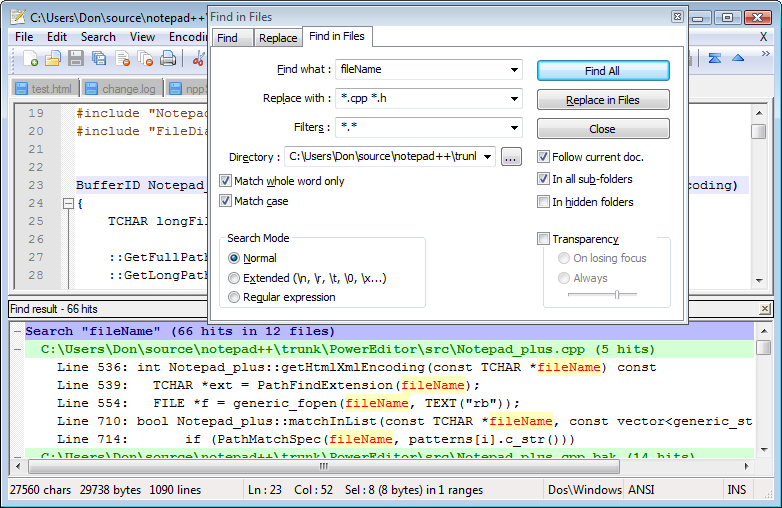 C:\Users\Don\source\notepad++\trunk
File Edit Search View Encodin
X
test.html change.log npp
Find in Files
Find Replace Find in Files
Find what : fileName
Find All
Replace with : *.cpp *.h
Replace in Files
Filters : *.*
Close
Directory : C:\Users\Don\source\notepad++\trunk ...
Follow current doc.
Match whole word only
In all sub-folders
Match case
In hidden folders
Search Mode
Transparency
Normal
On losing focus
Extended (\n, \r, \t, \0, \x...)
Always
Regular expression
19 #include "Notepad
20 #include "FileDia
21
22
23 BufferID Notepad_ coding)
24 {
25 TCHAR longFil
26
27 ::GetFullPath
28 ::GetLongPath
Find result - 66 hits
Search "fileName" (66 hits in 12 files)
C:\Users\Don\source\notepad++\trunk\PowerEditor\src\Notepad_plus.cpp (5 hits)
Line 536: int Notepad_plus::getHtmlXmlEncoding(const TCHAR *fileName) const
Line 539: TCHAR *ext = PathFindExtension(fileName);
Line 554: FILE *f = generic_fopen(fileName, TEXT("rb"));
Line 710: bool Notepad_plus::matchInList(const TCHAR *fileName, const vector<generic_st
Line 714: if (PathMatchSpec(fileName, patterns[i].c_str()))
C:\Users\Don\source\notepad++\trunk\PowerEditor\src\Notepad_plus.cpp.bak (14 hits)
27560 chars 29738 bytes 1090 lines Ln : 23 Col : 52 Sel : 8 (8 bytes) in 1 ranges Dos\Windows ANSI INS